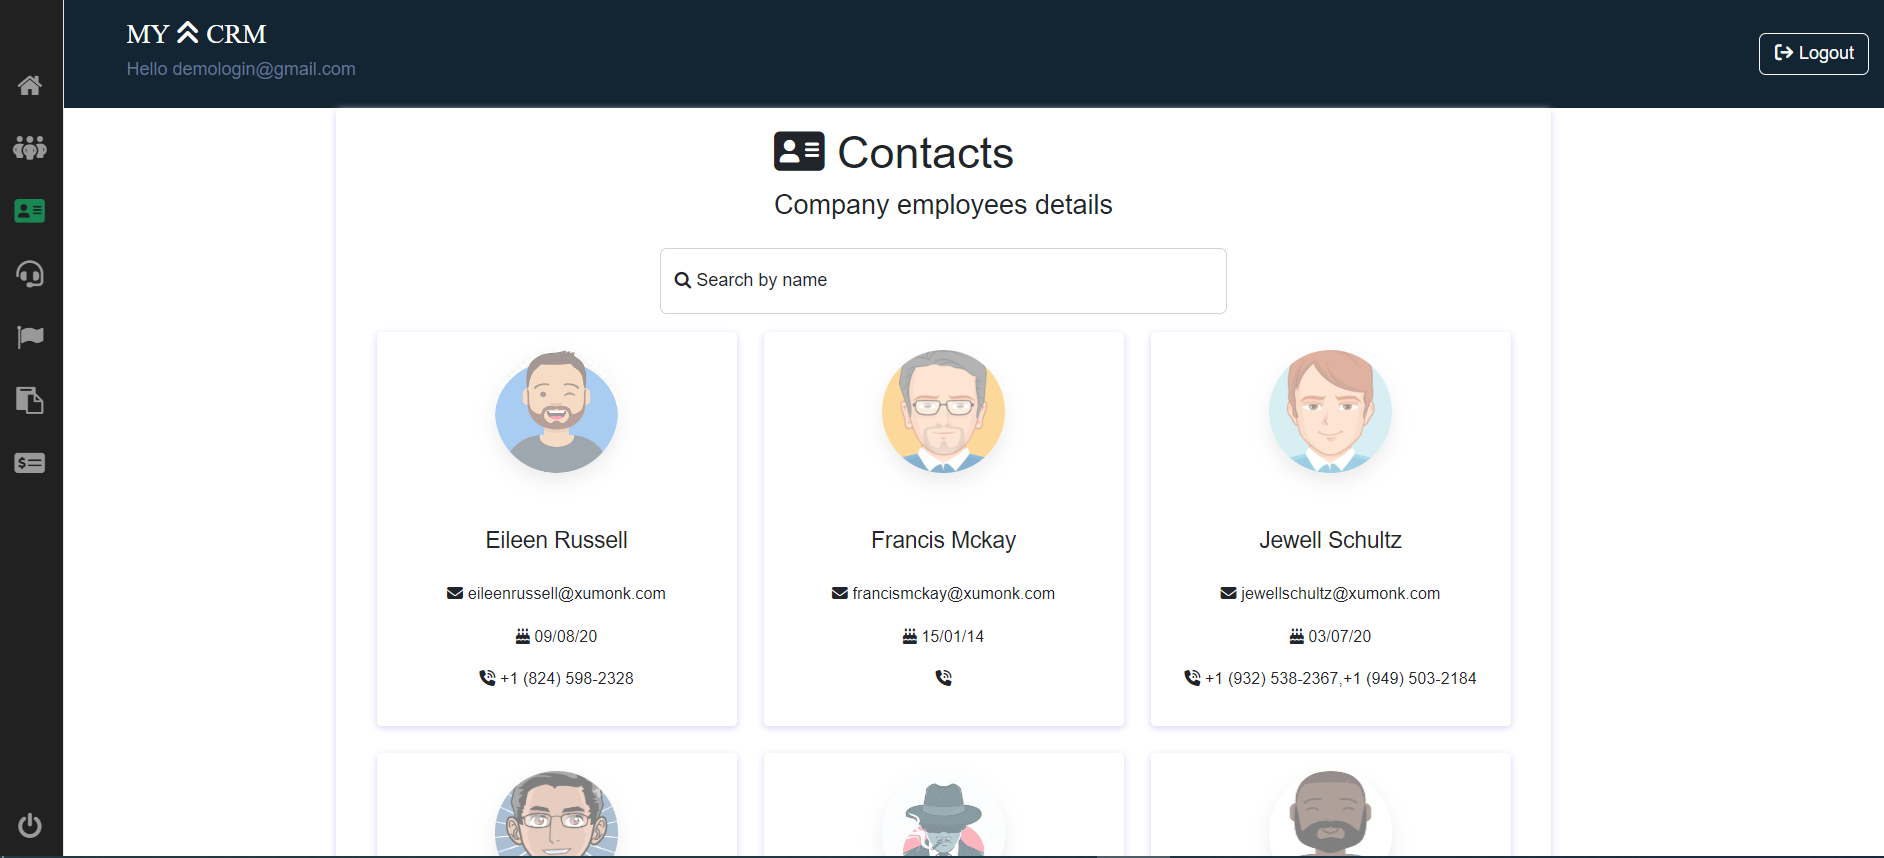 MY CRM
Hello demologin@gmail.com
Logout
Contacts
Company employees details
Search by name
Eileen Russell
eileenrussell@xumonk.com
09/08/20
+1 (824) 598-2328
Francis Mckay
francismckay@xumonk.com
15/01/14
Jewell Schultz
jewellschultz@xumonk.com
03/07/20
+1 (932) 538-2367,+1 (949) 503-2184